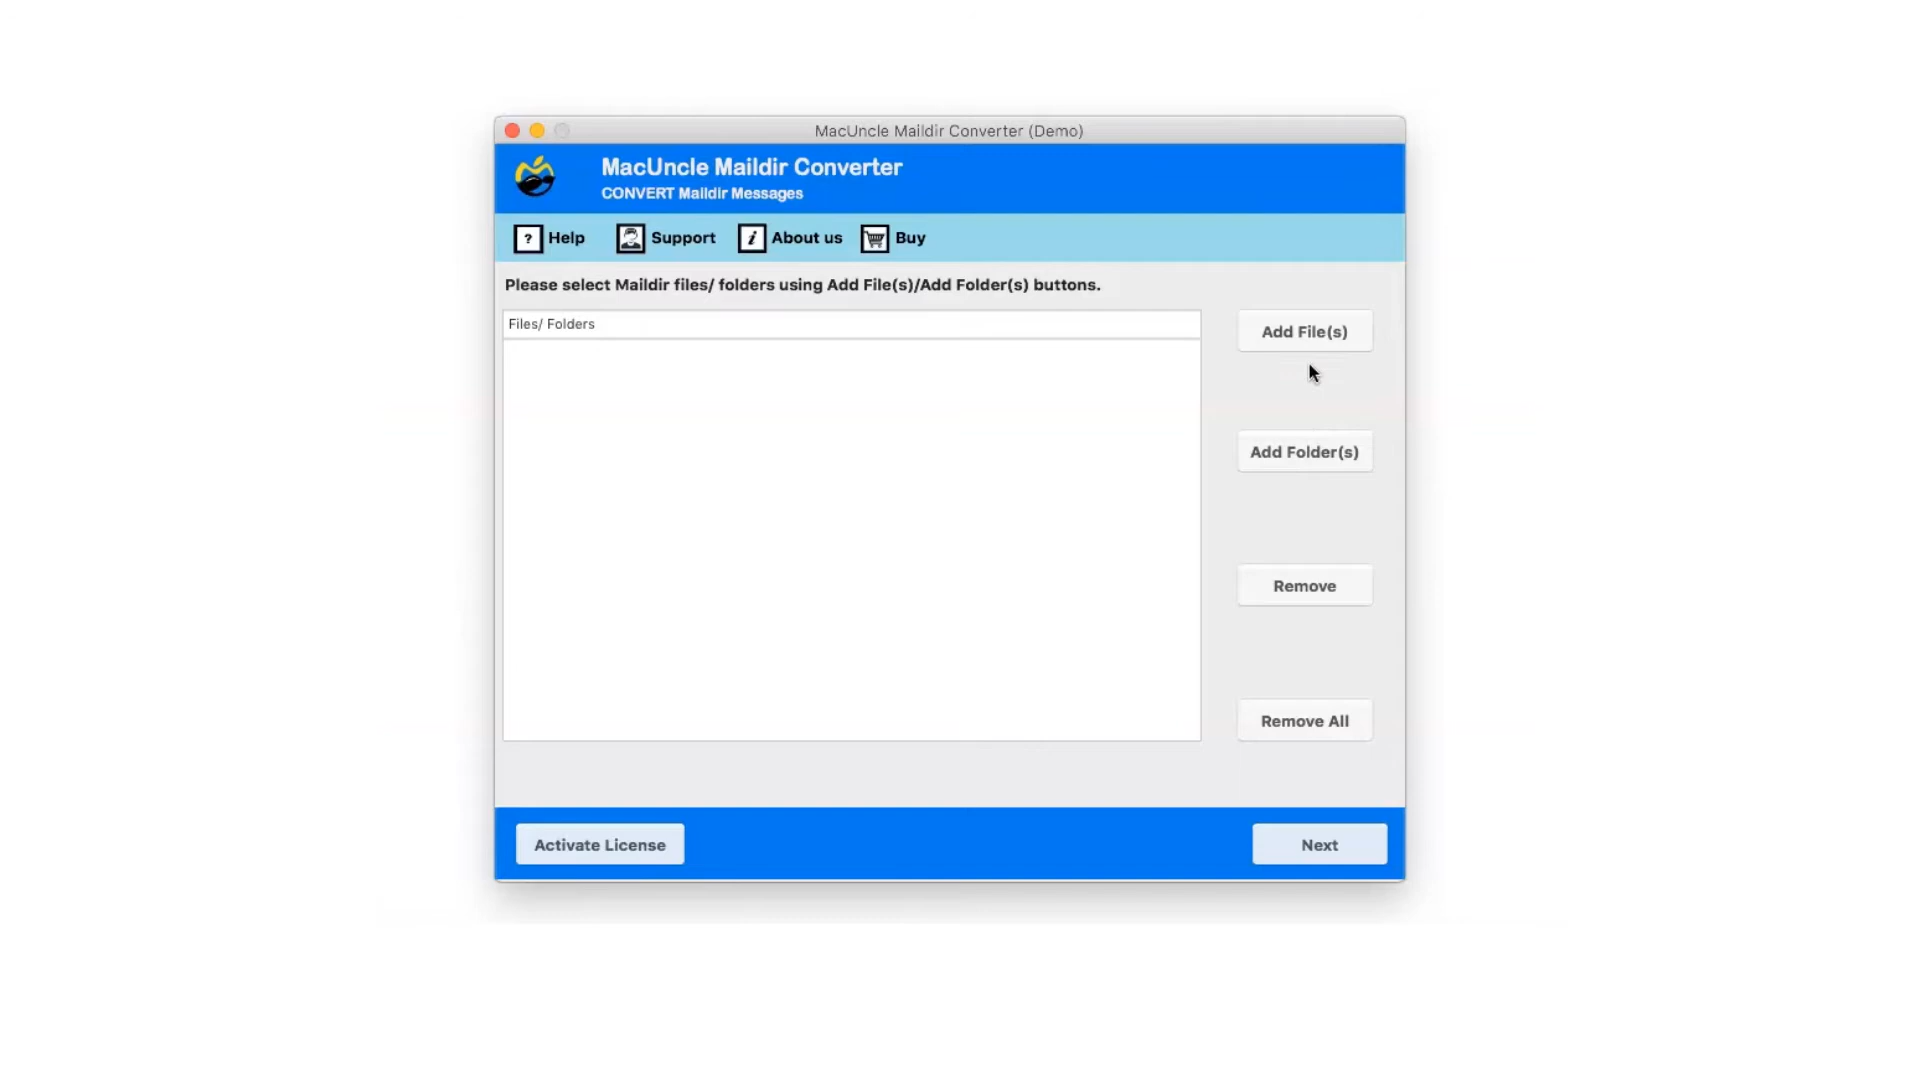 MacUncle Maildir Converter (Demo)
MacUncle Maildir Converter
CONVERT Maildir Messages
? Help Support i About us Buy
Please select Maildir files/ folders using Add File(s)/Add Folder(s) buttons.
Files/ Folders
Add File(s)
Add Folder(s)
Remove
Remove All
Activate License
Next